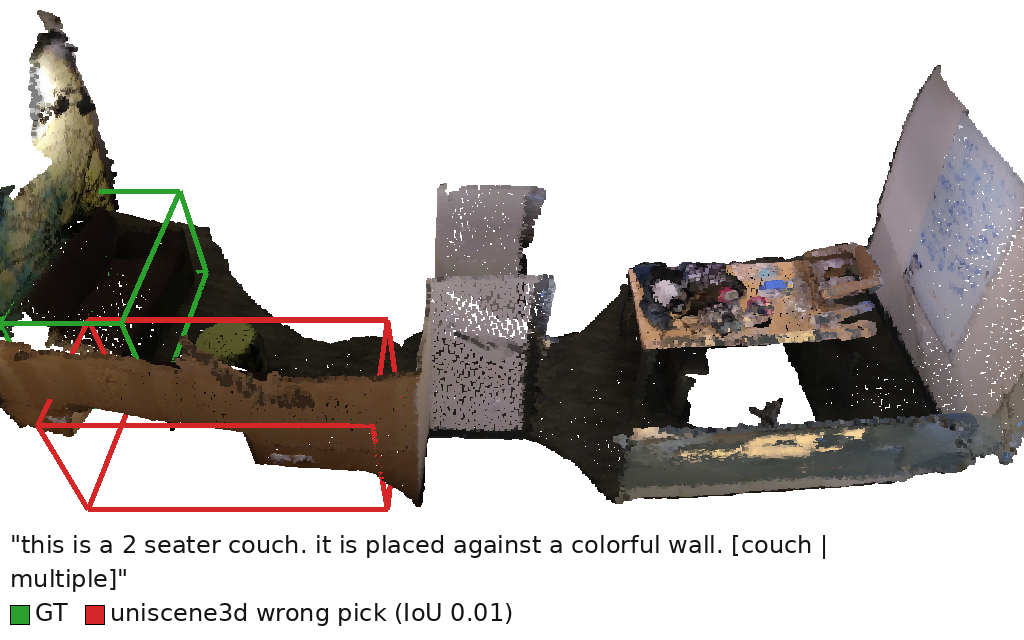 "this is a 2 seater couch. it is placed against a colorful wall. [couch |
multiple]"
GT uniscene3d wrong pick (IoU 0.01)